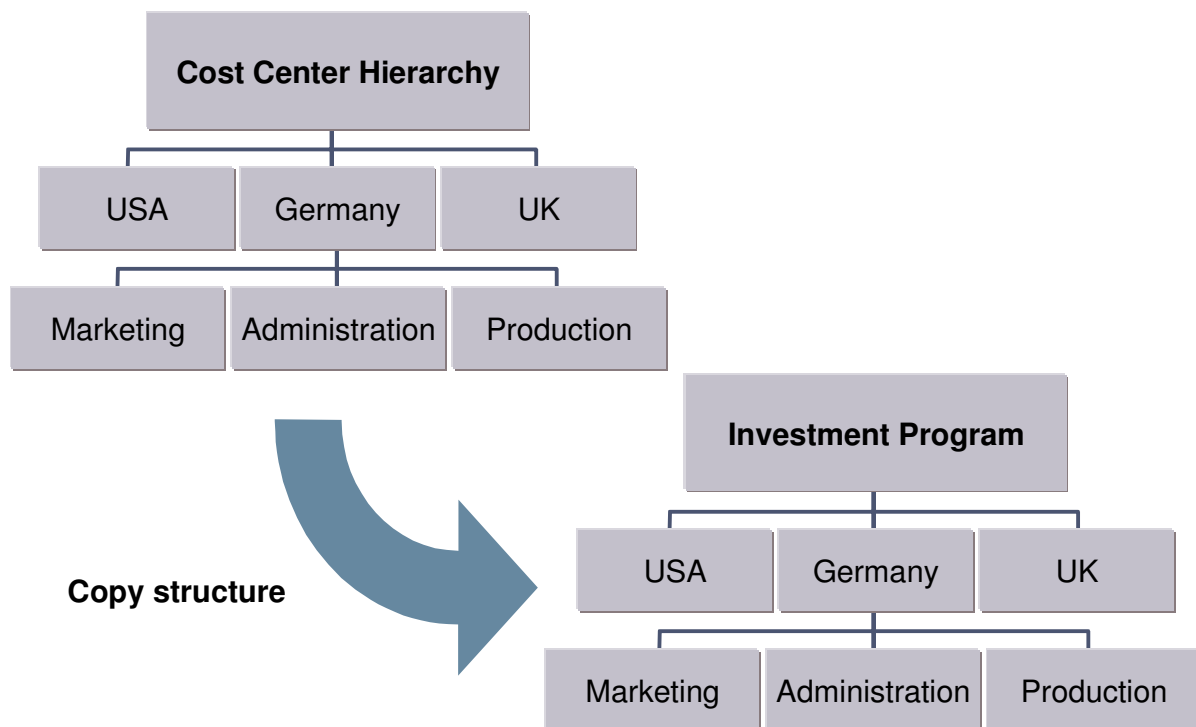 Cost Center Hierarchy
USA
Germany
UK
Marketing
Administration
Production
Copy structure
Investment Program
USA
Germany
UK
Marketing
Administration
Production